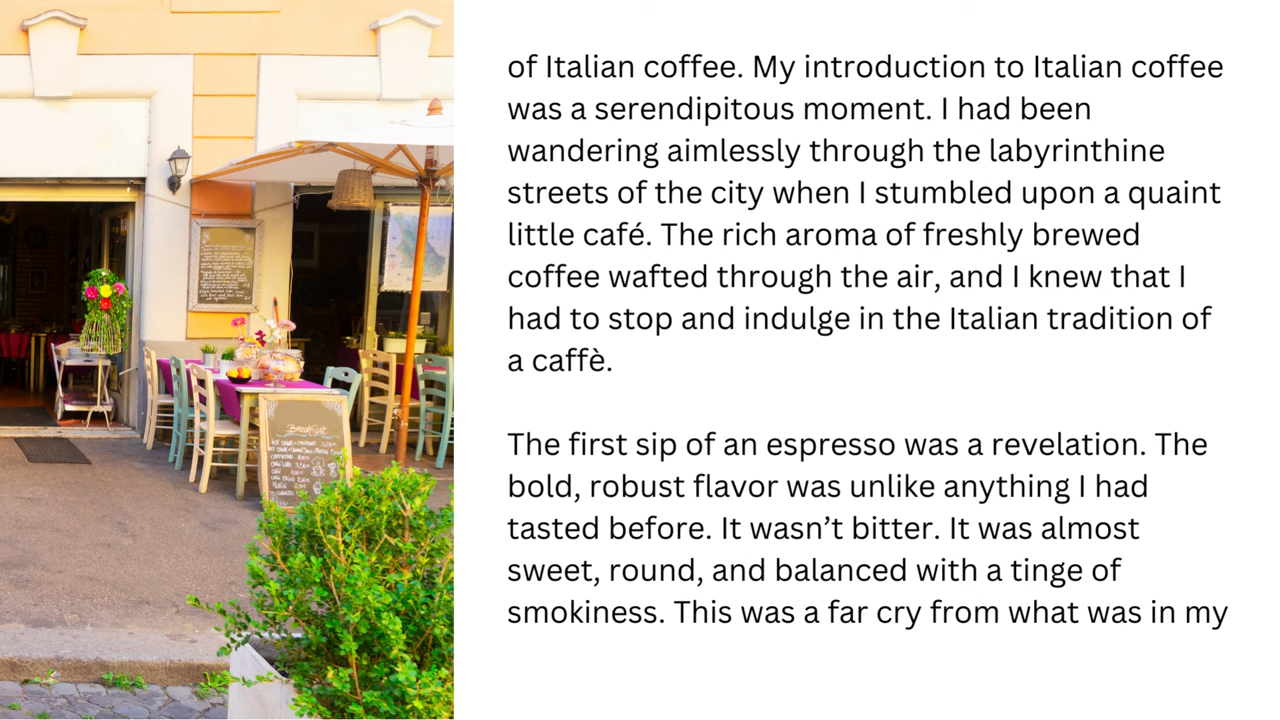 of Italian coffee. My introduction to Italian coffee
was a serendipitous moment. I had been
wandering aimlessly through the labyrinthine
streets of the city when I stumbled upon a quaint
little café. The rich aroma of freshly brewed
coffee wafted through the air, and I knew that I
had to stop and indulge in the Italian tradition of
a caffè.
The first sip of an espresso was a revelation. The
bold, robust flavor was unlike anything I had
tasted before. It wasn’t bitter. It was almost
sweet, round, and balanced with a tinge of
smokiness. This was a far cry from what was in my
Breakfast